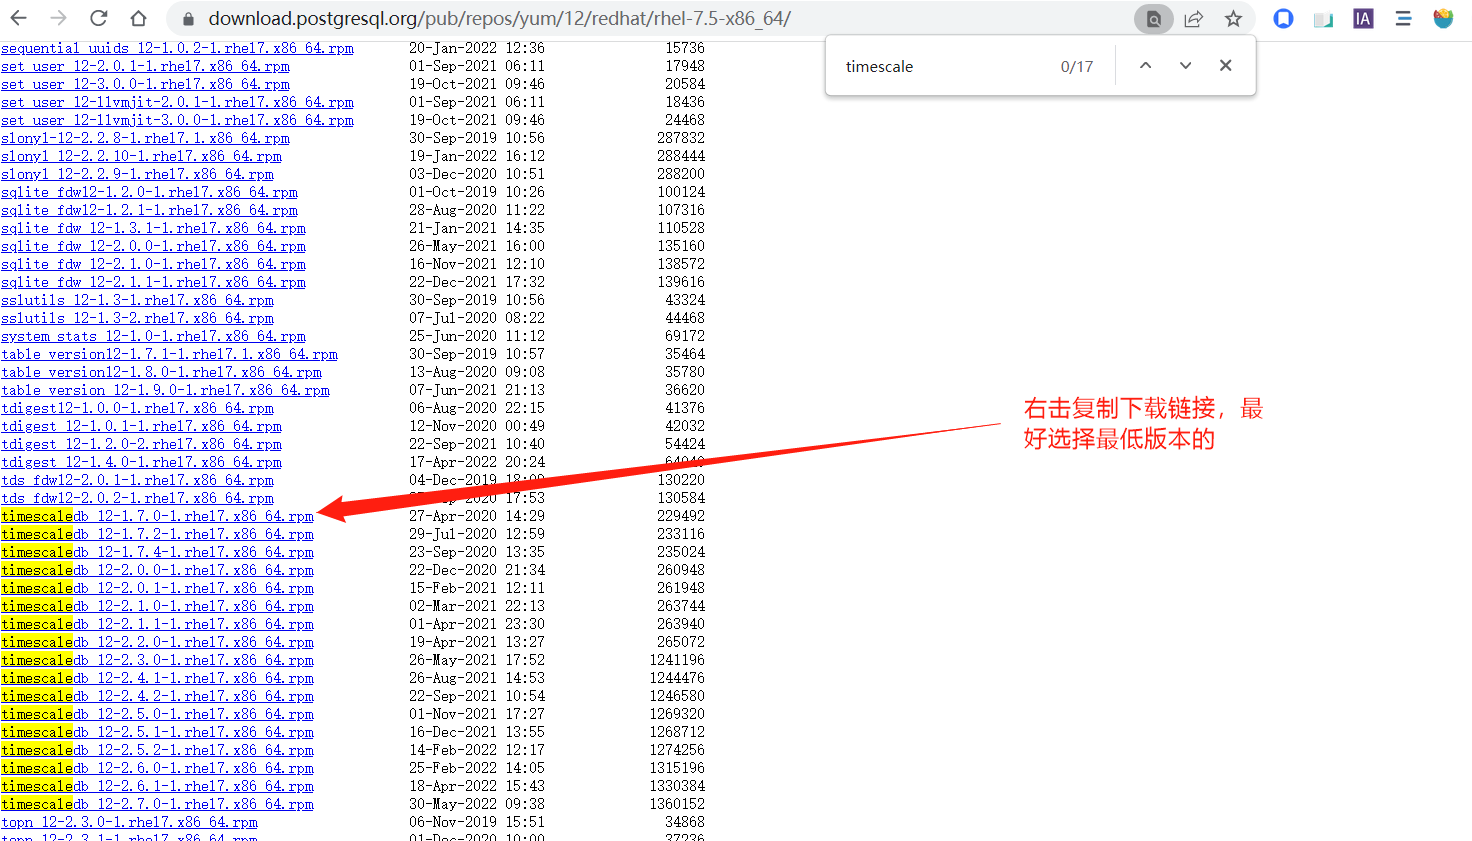 download.postgresql.org/pub/repos/yum/12/redhat/rhel-7.5-x86_64/
IA
timescale 0/17
sequential_uuids_12-1.0.2-1.rhel7.x86_64.rpm 20-Jan-2022 12:36 15736
set_user_12-2.0.1-1.rhel7.x86_64.rpm 01-Sep-2021 06:11 17948
set_user_12-3.0.0-1.rhel7.x86_64.rpm 19-Oct-2021 09:46 20584
set_user_12-llvmjit-2.0.1-1.rhel7.x86_64.rpm 01-Sep-2021 06:11 18436
set_user_12-llvmjit-3.0.0-1.rhel7.x86_64.rpm 19-Oct-2021 09:46 24468
slony1-12-2.2.8-1.rhel7.1.x86_64.rpm 30-Sep-2019 10:56 287832
slony1_12-2.2.10-1.rhel7.x86_64.rpm 19-Jan-2022 16:12 288444
slony1_12-2.2.9-1.rhel7.x86_64.rpm 03-Dec-2020 10:51 288200
sqlite_fdw12-1.2.0-1.rhel7.x86_64.rpm 01-Oct-2019 10:26 100124
sqlite_fdw12-1.2.1-1.rhel7.x86_64.rpm 28-Aug-2020 11:22 107316
sqlite_fdw_12-1.3.1-1.rhel7.x86_64.rpm 21-Jan-2021 14:35 110528
sqlite_fdw_12-2.0.0-1.rhel7.x86_64.rpm 26-May-2021 16:00 135160
sqlite_fdw_12-2.1.0-1.rhel7.x86_64.rpm 16-Nov-2021 12:10 138572
sqlite_fdw_12-2.1.1-1.rhel7.x86_64.rpm 22-Dec-2021 17:32 139616
sslutils_12-1.3-1.rhel7.x86_64.rpm 30-Sep-2019 10:56 43324
sslutils_12-1.3-2.rhel7.x86_64.rpm 07-Jul-2020 08:22 44468
system_stats_12-1.0-1.rhel7.x86_64.rpm 25-Jun-2020 11:12 69172
table_version12-1.7.1-1.rhel7.1.x86_64.rpm 30-Sep-2019 10:57 35464
table_version12-1.8.0-1.rhel7.x86_64.rpm 13-Aug-2020 09:08 35780
table_version_12-1.9.0-1.rhel7.x86_64.rpm 07-Jun-2021 21:13 36620
tdigest12-1.0.0-1.rhel7.x86_64.rpm 06-Aug-2020 22:15 41376
tdigest_12-1.0.1-1.rhel7.x86_64.rpm 12-Nov-2020 00:49 42032
tdigest_12-1.2.0-2.rhel7.x86_64.rpm 22-Sep-2021 10:40 54424
tdigest_12-1.4.0-1.rhel7.x86_64.rpm 17-Apr-2022 20:24
tds_fdw12-2.0.1-1.rhel7.x86_64.rpm 04-Dec-2019 130220
tds_fdw12-2.0.2-1.rhel7.x86_64.rpm 17:53 130584
timescaledb_12-1.7.0-1.rhel7.x86_64.rpm 27-Apr-2020 14:29 229492
timescaledb_12-1.7.2-1.rhel7.x86_64.rpm 29-Jul-2020 12:59 233116
timescaledb_12-1.7.4-1.rhel7.x86_64.rpm 23-Sep-2020 13:35 235024
timescaledb_12-2.0.0-1.rhel7.x86_64.rpm 22-Dec-2020 21:34 260948
timescaledb_12-2.0.1-1.rhel7.x86_64.rpm 15-Feb-2021 12:11 261948
timescaledb_12-2.1.0-1.rhel7.x86_64.rpm 02-Mar-2021 22:13 263744
timescaledb_12-2.1.1-1.rhel7.x86_64.rpm 01-Apr-2021 23:30 263940
timescaledb_12-2.2.0-1.rhel7.x86_64.rpm 19-Apr-2021 13:27 265072
timescaledb_12-2.3.0-1.rhel7.x86_64.rpm 26-May-2021 17:52 1241196
timescaledb_12-2.4.1-1.rhel7.x86_64.rpm 26-Aug-2021 14:53 1244476
timescaledb_12-2.4.2-1.rhel7.x86_64.rpm 22-Sep-2021 10:54 1246580
timescaledb_12-2.5.0-1.rhel7.x86_64.rpm 01-Nov-2021 17:27 1269320
timescaledb_12-2.5.1-1.rhel7.x86_64.rpm 16-Dec-2021 13:55 1268712
timescaledb_12-2.5.2-1.rhel7.x86_64.rpm 14-Feb-2022 12:17 1274256
timescaledb_12-2.6.0-1.rhel7.x86_64.rpm 25-Feb-2022 14:05 1315196
timescaledb_12-2.6.1-1.rhel7.x86_64.rpm 18-Apr-2022 15:43 1330384
timescaledb_12-2.7.0-1.rhel7.x86_64.rpm 30-May-2022 09:38 1360152
topn_12-2.3.0-1.rhel7.x86_64.rpm 06-Nov-2019 15:51 34868
topn_12-2.3.1-1.rhel7.x86_64.rpm 01-Dec-2020 10:00 37236
右击复制下载链接，最
好选择最低版本的